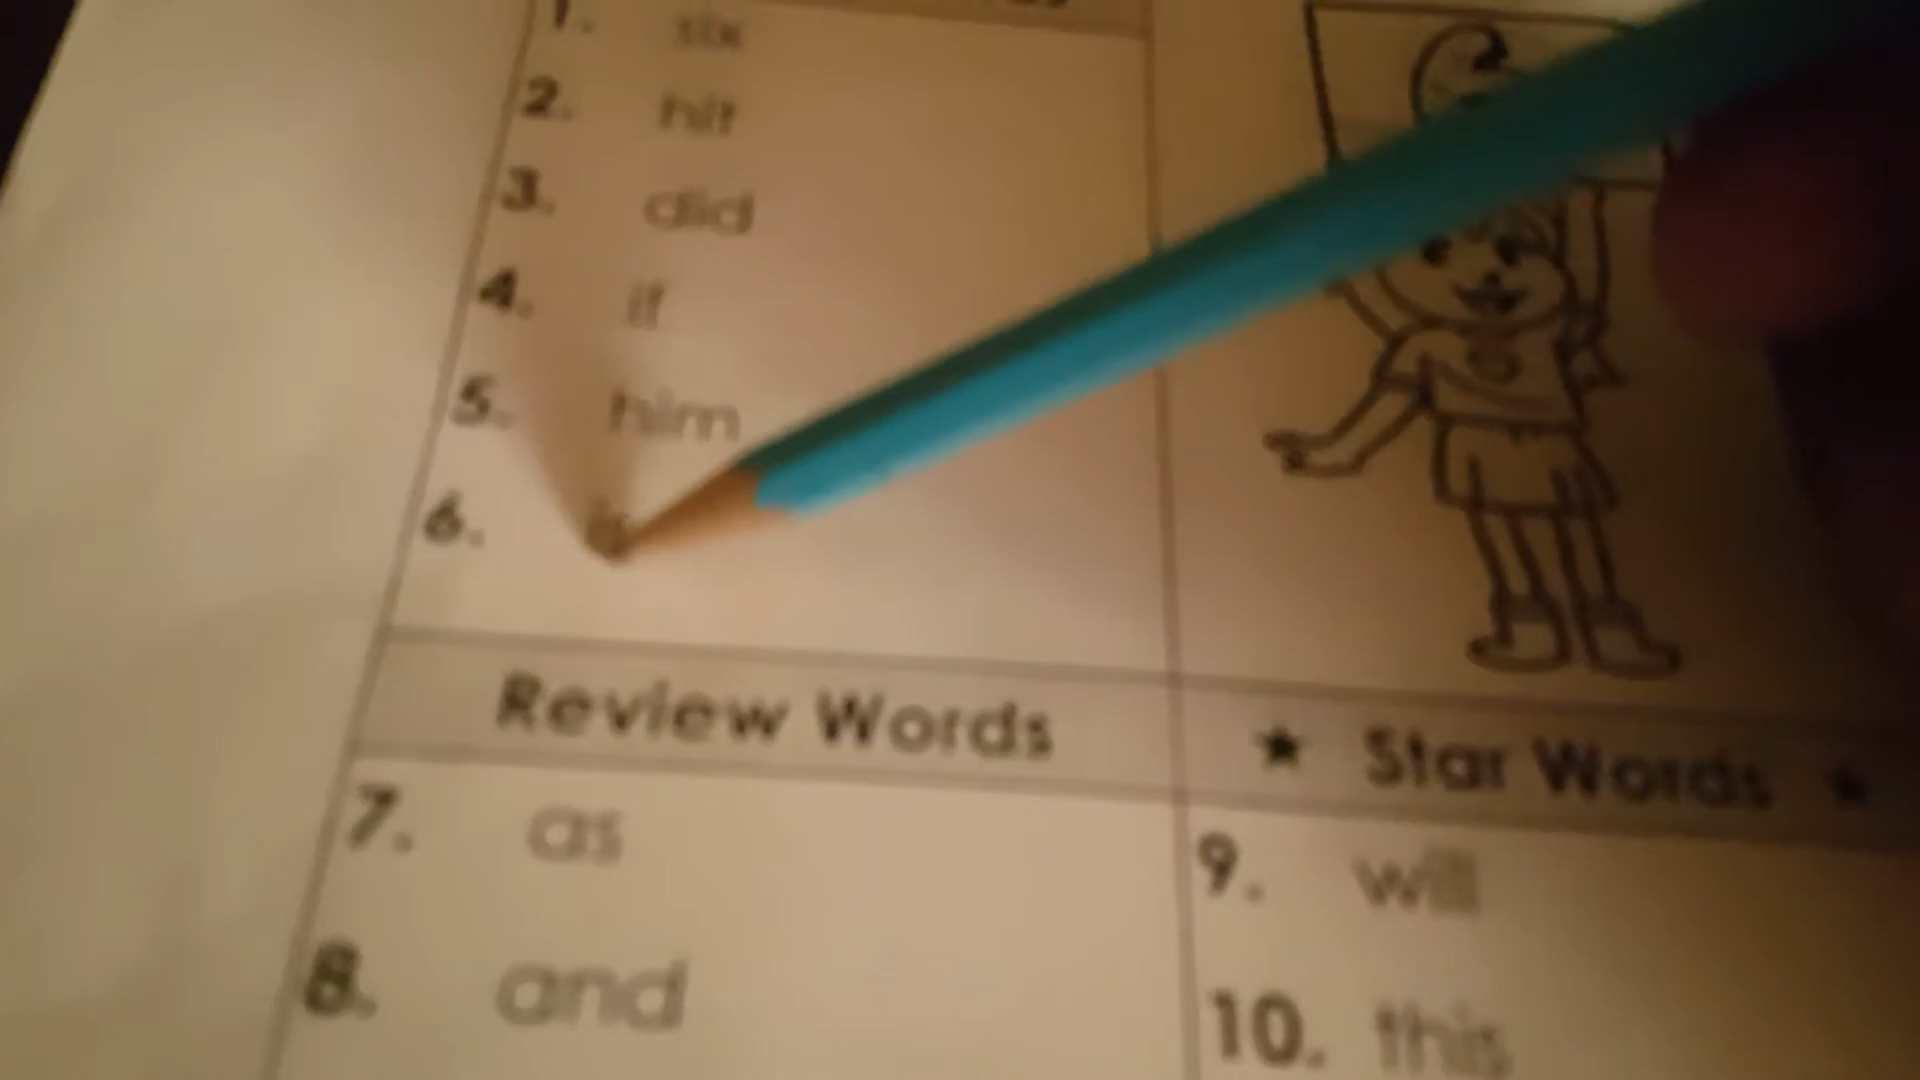 1. six
2. hit
3. did
4. if
5. him
6. is
Review Words
7. as
8. and
★ Star Words ★
9. will
10. this